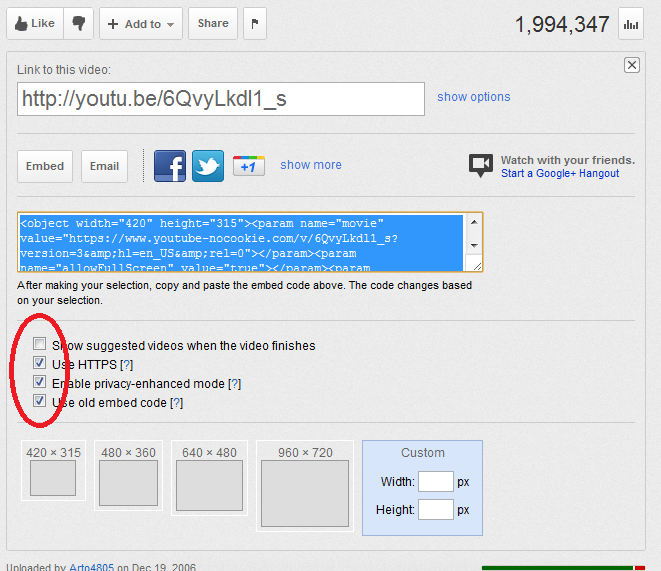 Like
Add to
Share
1,994,347
Link to this video:
http://youtu.be/6QvyLkdl1_s
show options
Embed
Email
+1
show more
Watch with your friends.
Start a Google+ Hangout
<object width="420" height="315"><param name="movie"
value="https://www.youtube-nocookie.com/v/6QvyLkdl1_s?
version=3&amp;hl=en_US&amp;rel=0"></param><param
name="allowFullScreen" value="true"></param><param
After making your selection, copy and paste the embed code above. The code changes based
on your selection.
Show suggested videos when the video finishes
Use HTTPS [?]
Enable privacy-enhanced mode [?]
Use old embed code [?]
420 × 315
480 × 360
640 × 480
960 × 720
Custom
Width: px
Height: px
Uploaded by Artp4805 on Dec 19, 2006